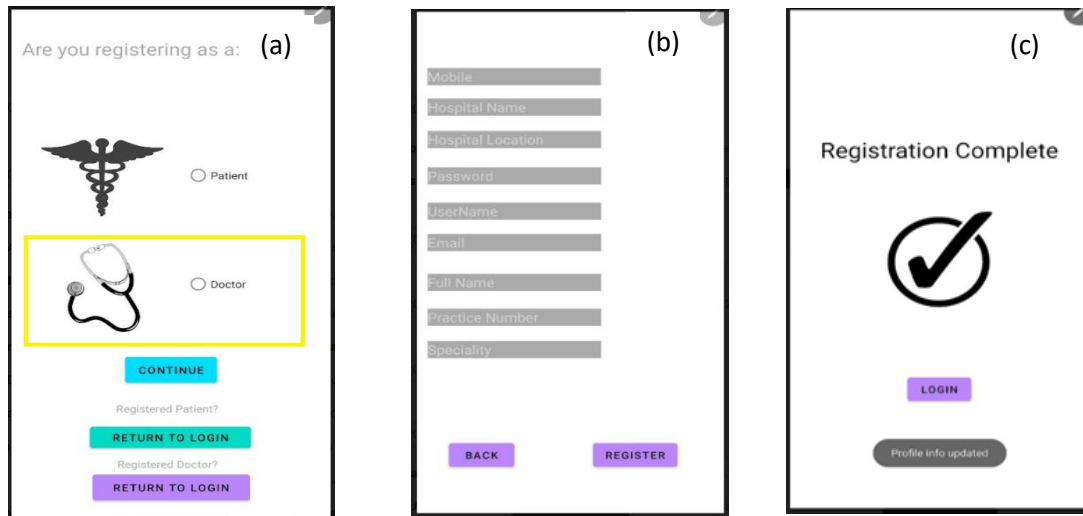 Are you registering as a:
(a)
Patient
Doctor
CONTINUE
Registered Patient?
RETURN TO LOGIN
Registered Doctor?
RETURN TO LOGIN
(b)
Mobile
Hospital Name
Hospital Location
Password
UserName
Email
Full Name
Practice Number
Speciality
BACK
REGISTER
(c)
Registration Complete
LOGIN
Profile info updated